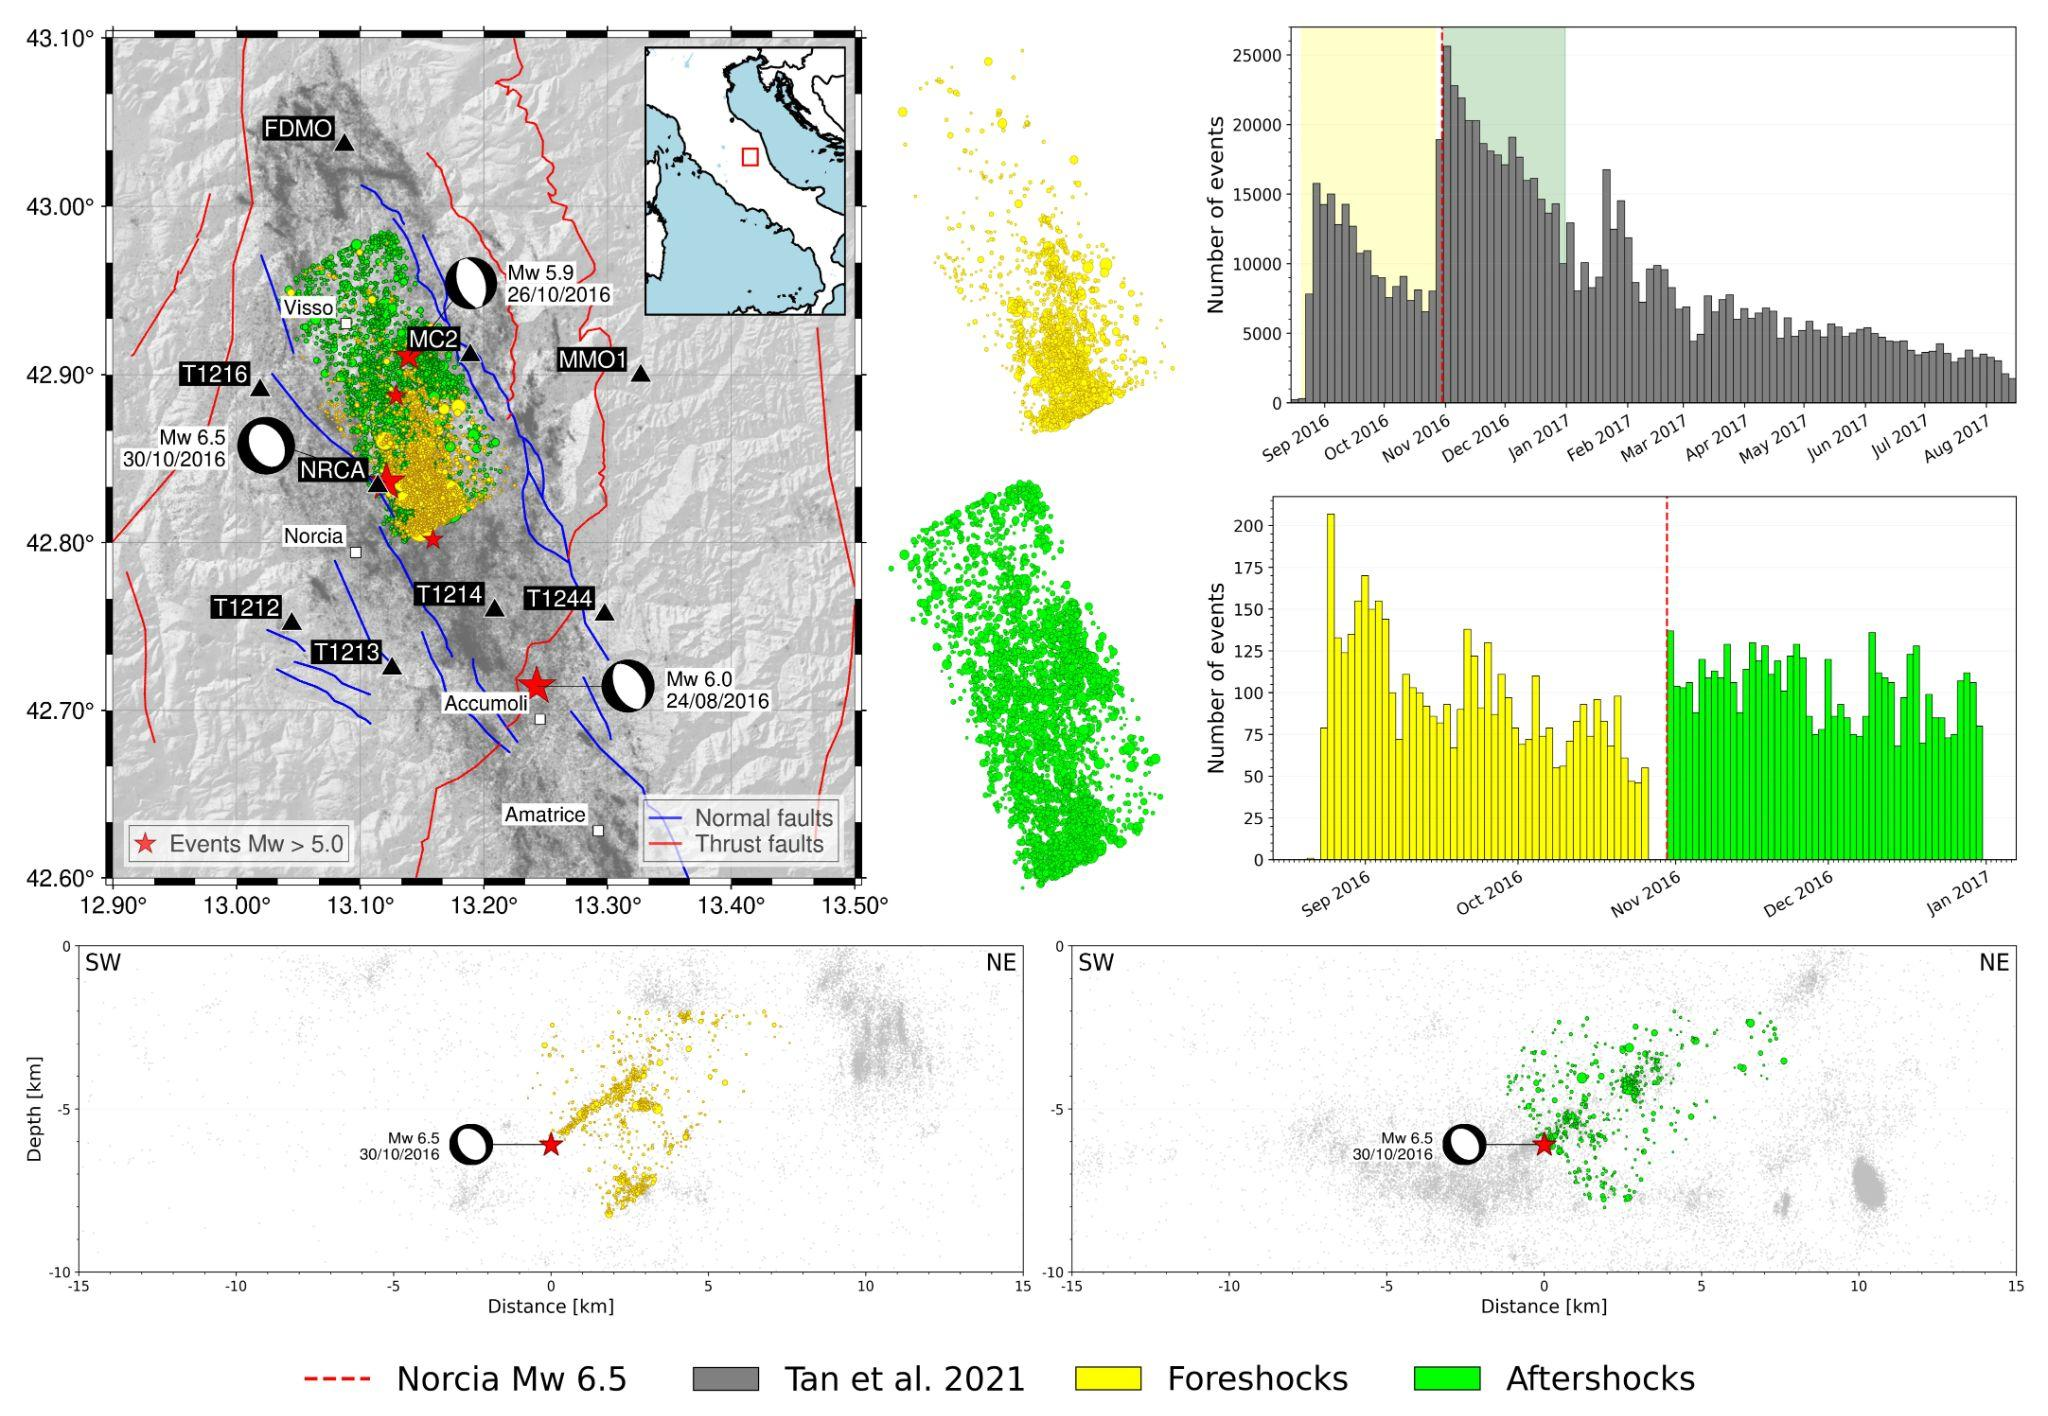 43.10°
43.00°
42.90°
42.80°
42.70°
42.60°
12.90°
13.00°
13.10°
13.20°
13.30°
13.40°
13.50°
FDMO
Mw 5.9
26/10/2016
Visso
MC2
MMO1
T1216
Mw 6.5
30/10/2016
NRCA
Norcia
T1214
T1244
T1212
T1213
Mw 6.0
24/08/2016
Accumoli
Amatrice
Events Mw > 5.0
Normal faults
Thrust faults
Number of events
25000
20000
15000
10000
5000
0
Sep 2016
Oct 2016
Nov 2016
Dec 2016
Jan 2017
Feb 2017
Mar 2017
Apr 2017
May 2017
Jun 2017
Jul 2017
Aug 2017
Number of events
200
175
150
125
100
75
50
25
0
Sep 2016
Oct 2016
Nov 2016
Dec 2016
Jan 2017
SW
NE
Depth [km]
0
-5
-10
Mw 6.5
30/10/2016
-15
-10
-5
0
5
10
15
Distance [km]
SW
NE
0
-5
-10
Mw 6.5
30/10/2016
-15
-10
-5
0
5
10
15
Distance [km]
Norcia Mw 6.5
Tan et al. 2021
Foreshocks
Aftershocks